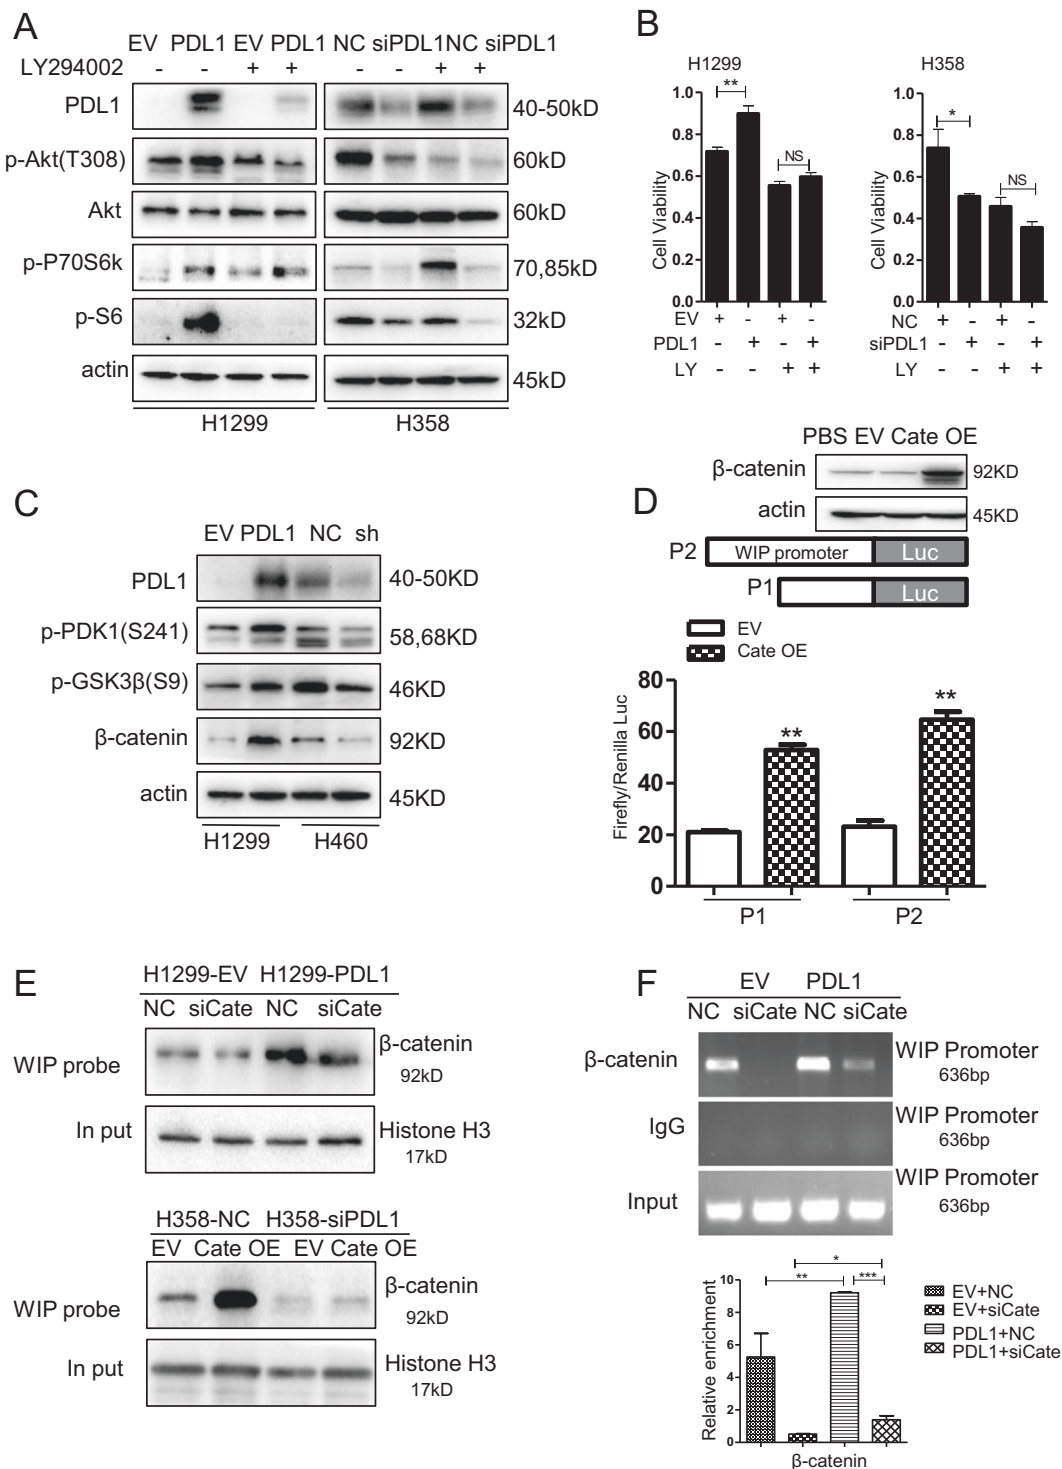 A
EV PDL1 EV PDL1 NC siPDL1NC siPDL1
LY294002 - - + + - - + +
PDL1 40-50kD
p-Akt(T308) 60kD
Akt 60kD
p-P70S6k 70,85kD
p-S6 32kD
actin 45kD
H1299 H358
B
H1299
**
NS
Cell Viability
1.0
0.8
0.6
0.4
0.2
0.0
EV + - + -
PDL1 - + - +
LY - - + +
H358
*
NS
Cell Viability
1.0
0.8
0.6
0.4
0.2
0.0
NC + - + -
siPDL1 - - - +
LY - - + +
C
EV PDL1 NC sh
PDL1 40-50KD
p-PDK1(S241) 58,68KD
p-GSK3β(S9) 46KD
β-catenin 92KD
actin 45KD
H1299 H460
D
PBS EV Cate OE
β-catenin 92KD
actin 45KD
P2 WIP promoter Luc
P1 Luc
EV
Cate OE
Firefly/Renilla Luc
80
60
40
20
0
** **
P1 P2
E
H1299-EV H1299-PDL1
NC siCate NC siCate
WIP probe β-catenin
92kD
In put Histone H3
17kD
H358-NC H358-siPDL1
EV Cate OE EV Cate OE
WIP probe β-catenin
92kD
In put Histone H3
17kD
F
EV PDL1
NC siCate NC siCate
β-catenin WIP Promoter
636bp
IgG WIP Promoter
636bp
Input WIP Promoter
636bp
Relative enrichment
10
8
6
4
2
0
*
** ***
β-catenin
EV+NC
EV+siCate
PDL1+NC
PDL1+siCate